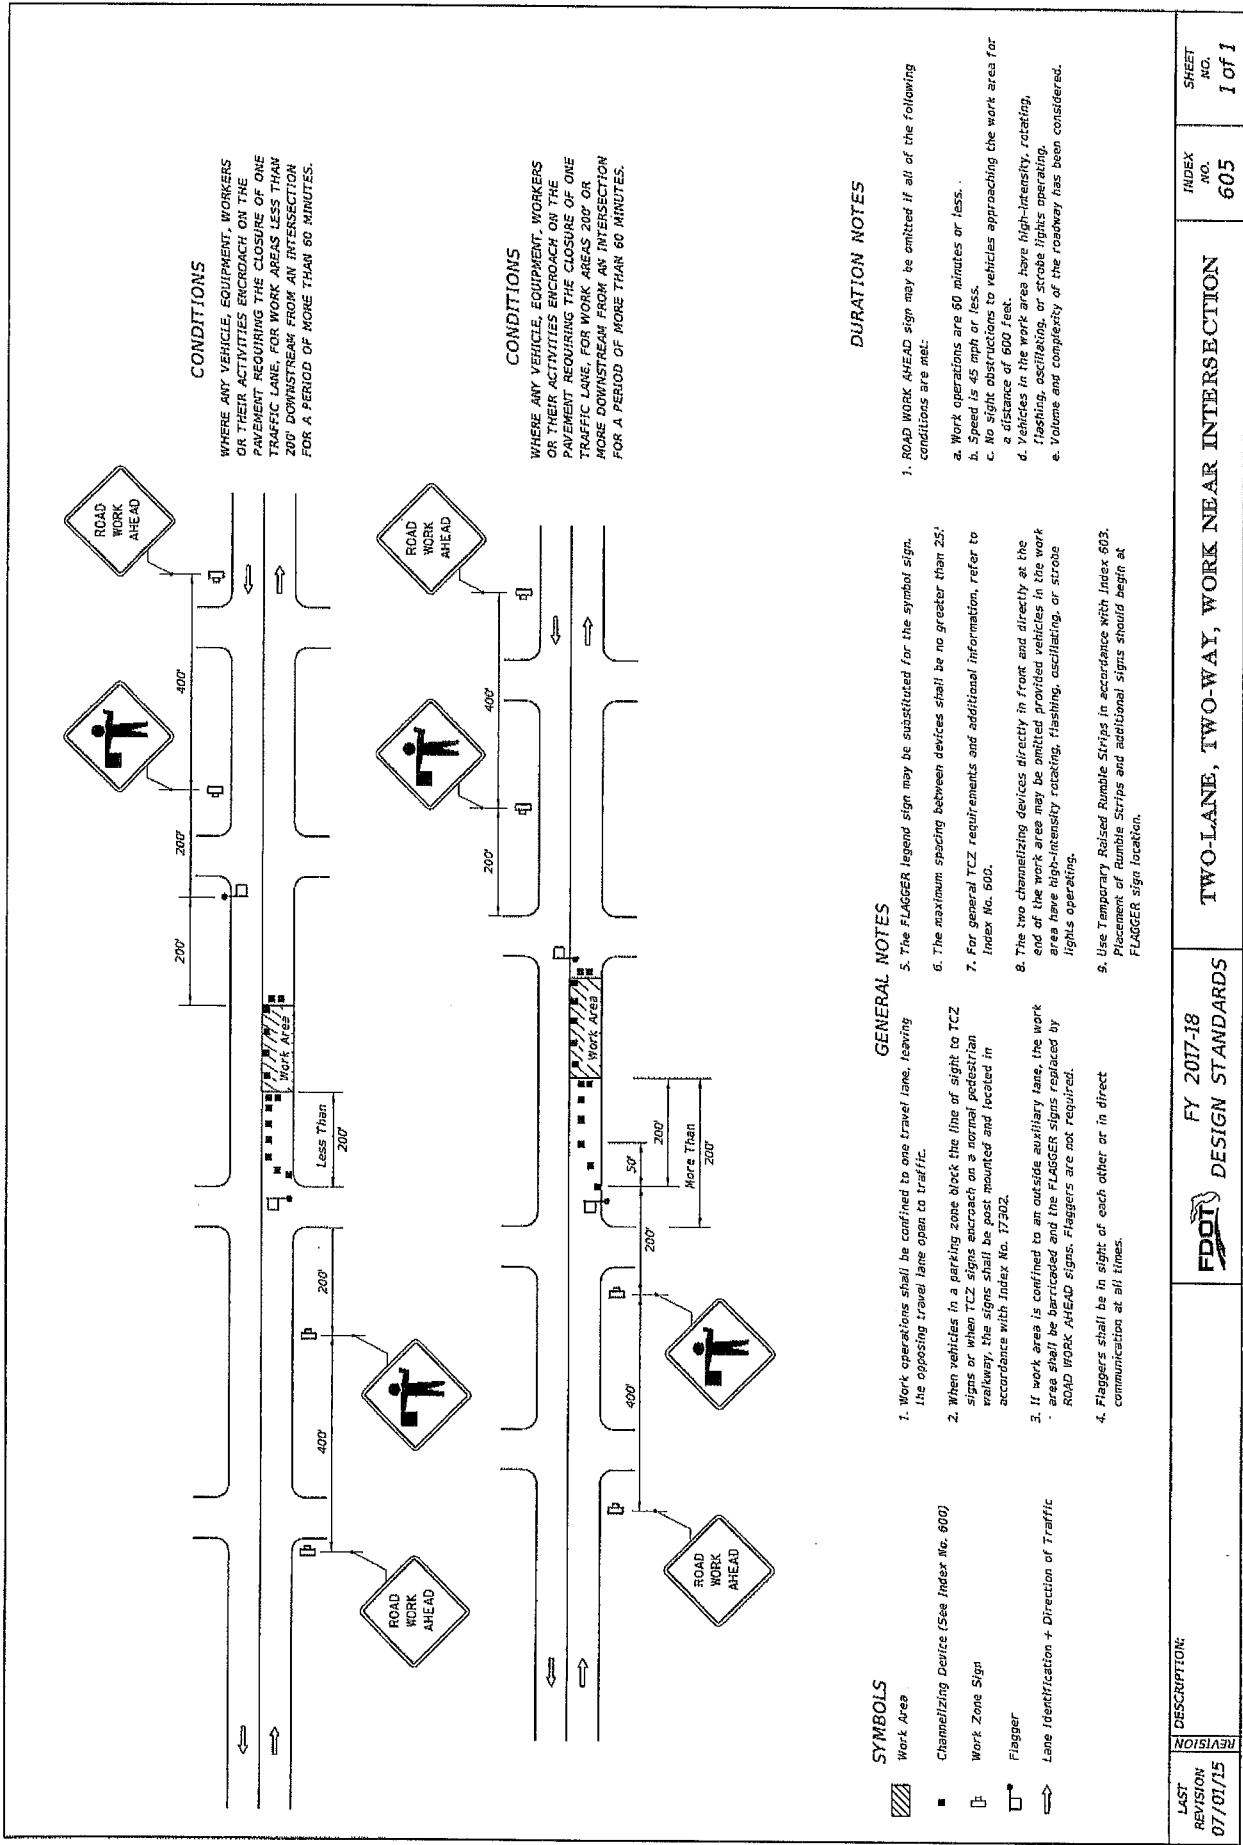 ROAD
WORK
AHEAD
400'
200'
200'
Work Area
Less Than
200'
200'
400'
ROAD
WORK
AHEAD
CONDITIONS
WHERE ANY VEHICLE, EQUIPMENT, WORKERS
OR THEIR ACTIVITIES ENCROACH ON THE
PAVEMENT REQUIRING THE CLOSURE OF ONE
TRAFFIC LANE, FOR WORK AREAS LESS THAN
200' DOWNSTREAM FROM AN INTERSECTION
FOR A PERIOD OF MORE THAN 60 MINUTES.
ROAD
WORK
AHEAD
400'
200'
Work Area
50'
200'
More Than
200'
200'
400'
ROAD
WORK
AHEAD
CONDITIONS
WHERE ANY VEHICLE, EQUIPMENT, WORKERS
OR THEIR ACTIVITIES ENCROACH ON THE
PAVEMENT REQUIRING THE CLOSURE OF ONE
TRAFFIC LANE, FOR WORK AREAS 200' OR
MORE DOWNSTREAM FROM AN INTERSECTION
FOR A PERIOD OF MORE THAN 60 MINUTES.
SYMBOLS
Work Area
Channelizing Device (See Index No. 600)
Work Zone Sign
Flagger
Lane Identification + Direction of Traffic
GENERAL NOTES
1. Work operations shall be confined to one travel lane, leaving
the opposing travel lane open to traffic.
2. When vehicles in a parking zone block the line of sight to TCZ
signs or when TCZ signs encroach on a normal pedestrian
walkway, the signs shall be post mounted and located in
accordance with Index No. 17302.
3. If work area is confined to an outside auxiliary lane, the work
area shall be barricaded and the FLAGGER signs replaced by
ROAD WORK AHEAD signs. Flaggers are not required.
4. Flaggers shall be in sight of each other or in direct
communication at all times.
5. The FLAGGER legend sign may be substituted for the symbol sign.
6. The maximum spacing between devices shall be no greater than 25'.
7. For general TCZ requirements and additional information, refer to
Index No. 600.
8. The two channelizing devices directly in front and directly at the
end of the work area may be omitted provided vehicles in the work
area have high-intensity rotating, flashing, oscillating, or strobe
lights operating.
9. Use Temporary Raised Rumble Strips in accordance with Index 603.
Placement of Rumble Strips and additional signs should begin at
FLAGGER sign location.
DURATION NOTES
1. ROAD WORK AHEAD sign may be omitted if all of the following
conditions are met:
a. Work operations are 60 minutes or less.
b. Speed is 45 mph or less.
c. No sight obstructions to vehicles approaching the work area for
a distance of 600 feet.
d. Vehicles in the work area have high-intensity, rotating,
flashing, oscillating, or strobe lights operating.
e. Volume and complexity of the roadway has been considered.
LAST
REVISION
07/01/15
REVISION
DESCRIPTION:
FDOT
FY 2017-18
DESIGN STANDARDS
TWO-LANE, TWO-WAY, WORK NEAR INTERSECTION
INDEX
NO.
605
SHEET
NO.
1 of 1